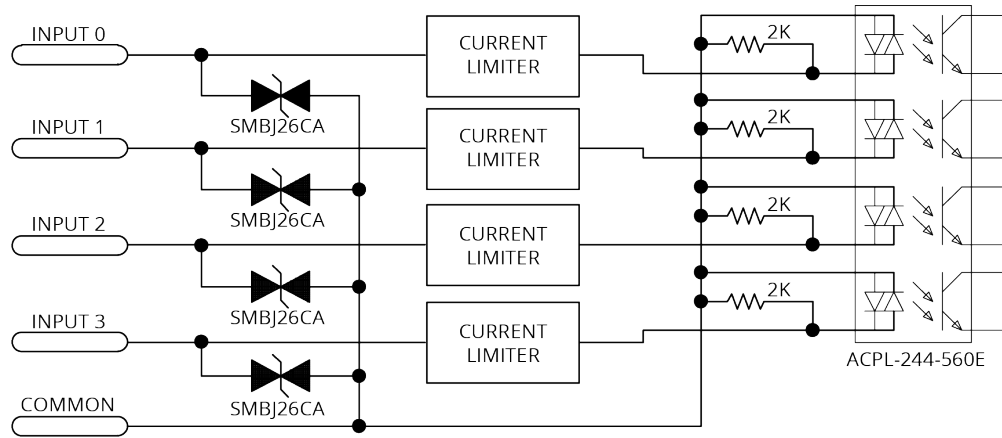 INPUT 0
CURRENT
LIMITER
2K
SMBJ26CA
INPUT 1
CURRENT
LIMITER
2K
SMBJ26CA
INPUT 2
CURRENT
LIMITER
2K
SMBJ26CA
INPUT 3
CURRENT
LIMITER
2K
ACPL-244-560E
SMBJ26CA
COMMON